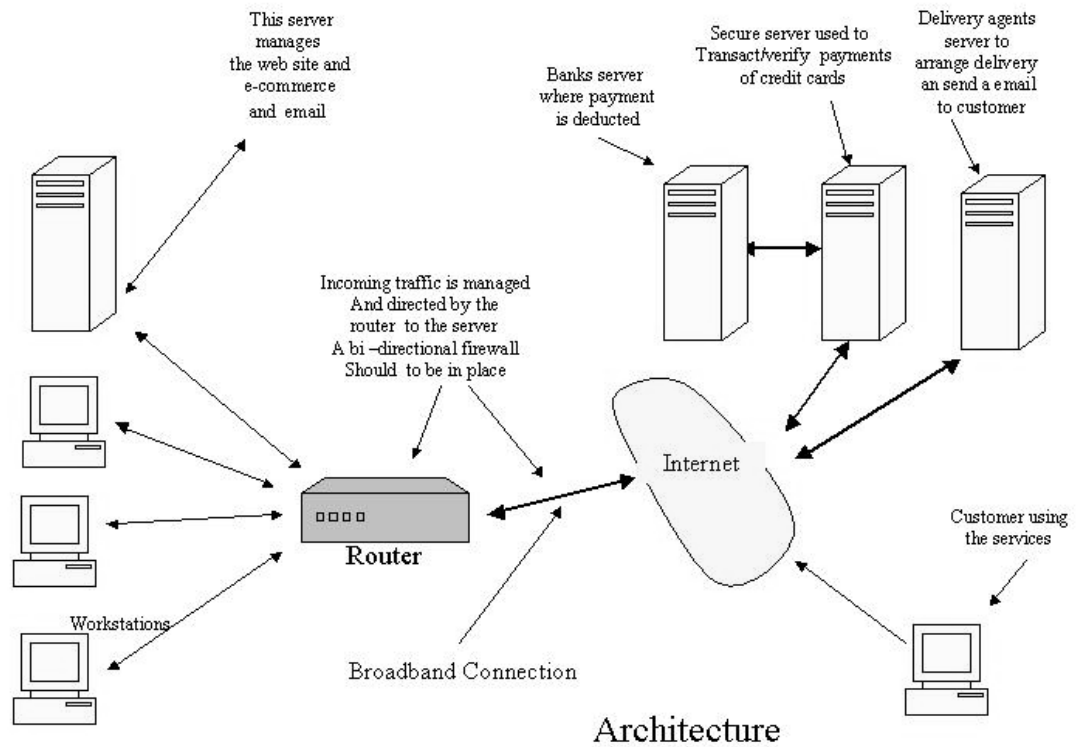 This server
manages
the web site and
e-commerce
and email
Banks server
where payment
is deducted
Secure server used to
Transact/verify payments
of credit cards
Delivery agents
server to
arrange delivery
an send a email
to customer
Incoming traffic is managed
And directed by the
router to the server
A bi –directional firewall
Should to be in place
Internet
Router
Customer using
the services
Workstations
Broadband Connection
Architecture